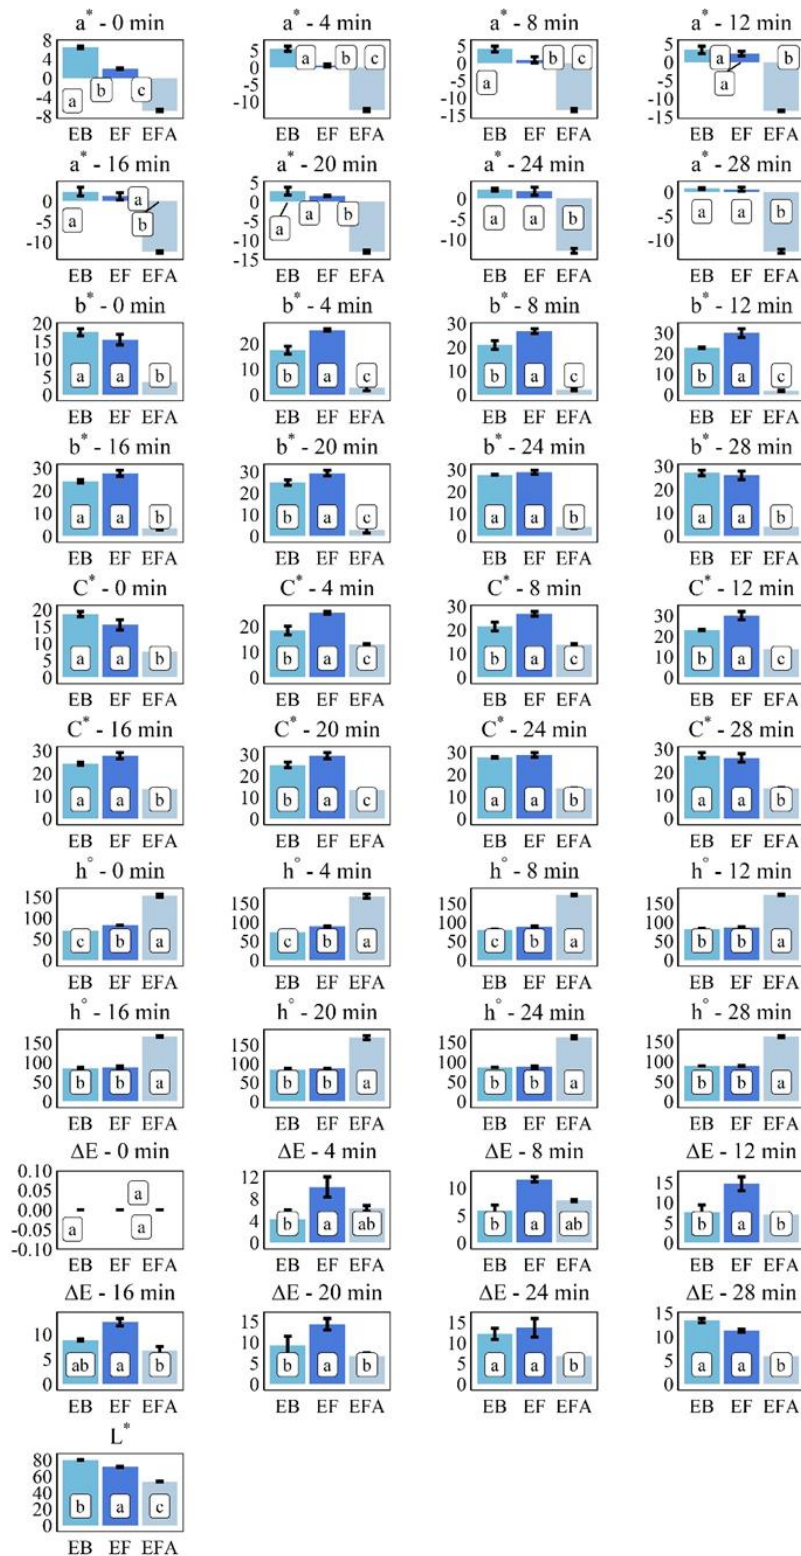 a* - 0 min a* - 4 min a* - 8 min a* - 12 min
8 4 0 -4 -8 a b c 5 0 -5 -10 a b c 5 0 -5 -10 -15 a b c 5 0 -5 -10 -15 a a b
EB EF EFA EB EF EFA EB EF EFA EB EF EFA
a* - 16 min a* - 20 min a* - 24 min a* - 28 min
0 -5 -10 a a b 5 0 -5 -10 -15 a a b 5 0 -5 -10 a a b 0 -5 -10 a a b
EB EF EFA EB EF EFA EB EF EFA EB EF EFA
b* - 0 min b* - 4 min b* - 8 min b* - 12 min
20 15 10 5 0 a a b 20 10 0 b a c 30 20 10 0 b a c 30 20 10 0 b a c
EB EF EFA EB EF EFA EB EF EFA EB EF EFA
b* - 16 min b* - 20 min b* - 24 min b* - 28 min
30 20 10 0 a a b 30 20 10 0 b a c 30 20 10 0 a a b 30 20 10 0 a a b
EB EF EFA EB EF EFA EB EF EFA EB EF EFA
C* - 0 min C* - 4 min C* - 8 min C* - 12 min
20 15 10 5 0 a a b 20 10 0 b a c 30 20 10 0 b a c 30 20 10 0 b a c
EB EF EFA EB EF EFA EB EF EFA EB EF EFA
C* - 16 min C* - 20 min C* - 24 min C* - 28 min
30 20 10 0 a a b 30 20 10 0 b a c 30 20 10 0 a a b 30 20 10 0 a a b
EB EF EFA EB EF EFA EB EF EFA EB EF EFA
h° - 0 min h° - 4 min h° - 8 min h° - 12 min
150 100 50 0 c b a 150 100 50 0 c b a 150 100 50 0 c b a 150 100 50 0 b b a
EB EF EFA EB EF EFA EB EF EFA EB EF EFA
h° - 16 min h° - 20 min h° - 24 min h° - 28 min
150 100 50 0 b b a 150 100 50 0 b b a 150 100 50 0 b b a 150 100 50 0 b b a
EB EF EFA EB EF EFA EB EF EFA EB EF EFA
ΔE - 0 min ΔE - 4 min ΔE - 8 min ΔE - 12 min
0.10 0.05 0.00 -0.05 -0.10 a a a 12 8 4 0 b a ab 10 5 0 b a ab 15 10 5 0 b a b
EB EF EFA EB EF EFA EB EF EFA EB EF EFA
ΔE - 16 min ΔE - 20 min ΔE - 24 min ΔE - 28 min
10 5 0 ab a b 15 10 5 0 b a b 15 10 5 0 a a b 15 10 5 0 a a b
EB EF EFA EB EF EFA EB EF EFA EB EF EFA
L*
80 60 40 20 0 b a c
EB EF EFA